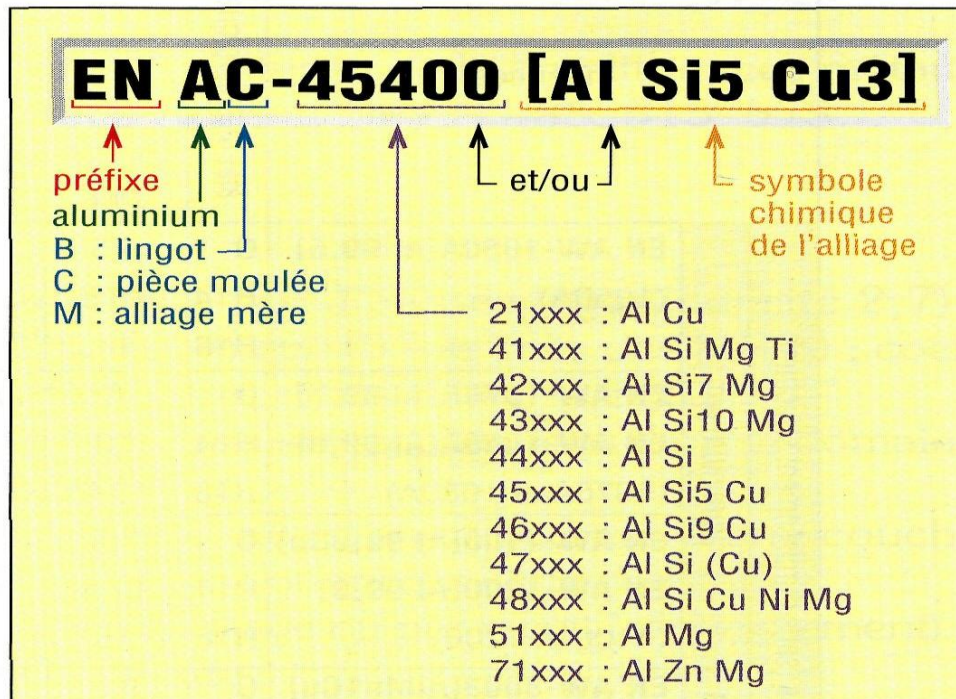 EN AC-45400 [Al Si5 Cu3]
préfixe
et/ou
symbole
chimique
de l'alliage
aluminium
B : lingot
C : pièce moulée
M : alliage mère
21xxx : Al Cu
41xxx : Al Si Mg Ti
42xxx : Al Si7 Mg
43xxx : Al Si10 Mg
44xxx : Al Si
45xxx : Al Si5 Cu
46xxx : Al Si9 Cu
47xxx : Al Si (Cu)
48xxx : Al Si Cu Ni Mg
51xxx : Al Mg
71xxx : Al Zn Mg